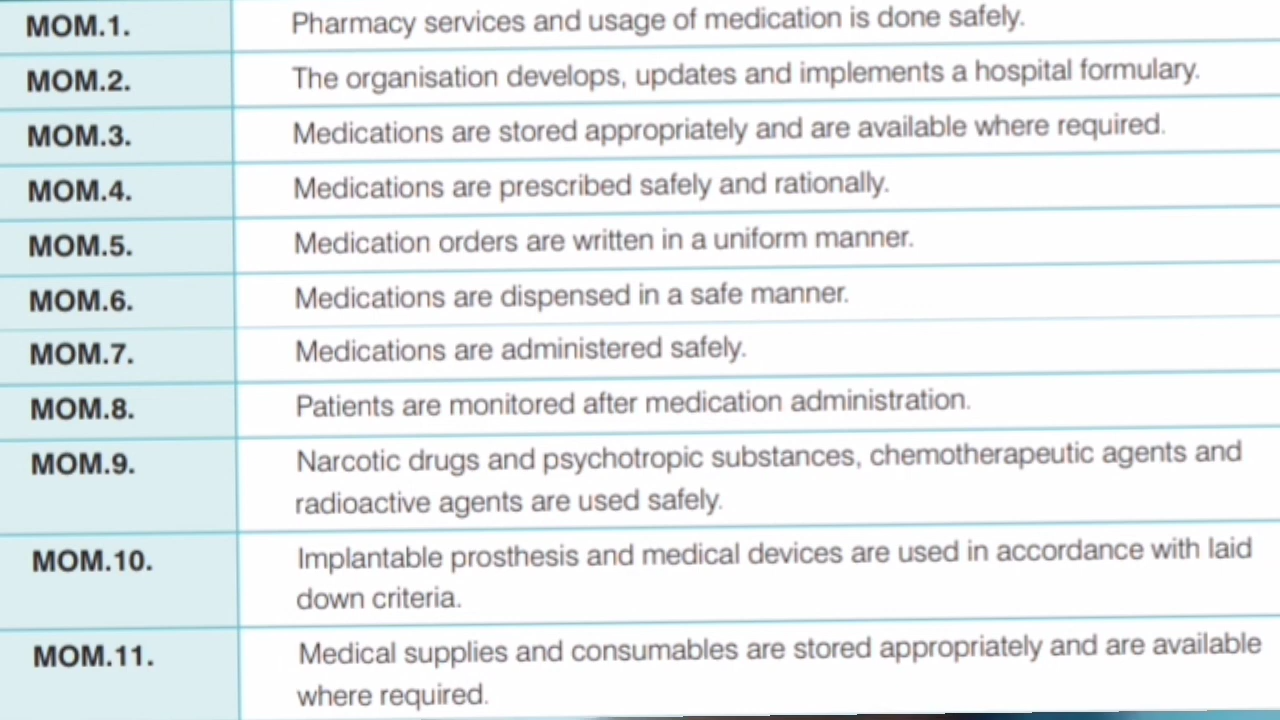 MOM.1. Pharmacy services and usage of medication is done safely.
MOM.2. The organisation develops, updates and implements a hospital formulary.
MOM.3. Medications are stored appropriately and are available where required.
MOM.4. Medications are prescribed safely and rationally.
MOM.5. Medication orders are written in a uniform manner.
MOM.6. Medications are dispensed in a safe manner.
MOM.7. Medications are administered safely.
MOM.8. Patients are monitored after medication administration.
MOM.9. Narcotic drugs and psychotropic substances, chemotherapeutic agents and
radioactive agents are used safely.
MOM.10. Implantable prosthesis and medical devices are used in accordance with laid
down criteria.
MOM.11. Medical supplies and consumables are stored appropriately and are available
where required.